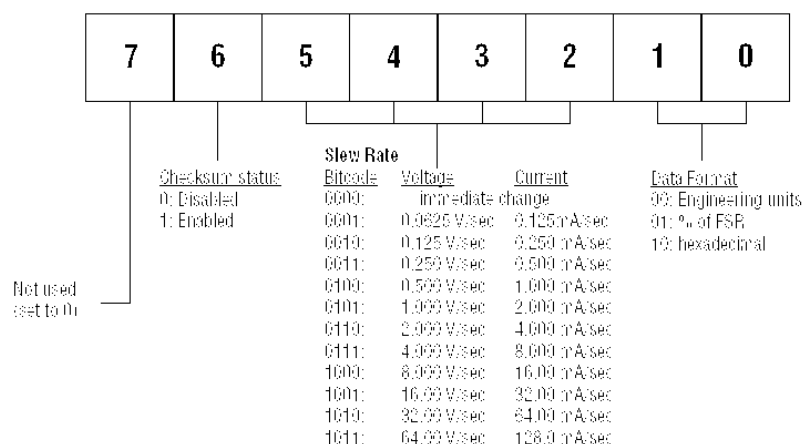 7 6 5 4 3 2 1 0
Slew Rate
Checksum status
0: Disabled
1: Enabled
Bitcode Voltage Current
0000: immediate change
0001: 0.0625 V/sec 0.125mA/sec
0010: 0.125 V/sec 0.250 mA/sec
0011: 0.250 V/sec 0.500 mA/sec
0100: 0.500 V/sec 1.000 mA/sec
0101: 1.000 V/sec 2.000 mA/sec
0110: 2.000 V/sec 4.000 mA/sec
0111: 4.000 V/sec 8.000 mA/sec
1000: 8.000 V/sec 16.00 mA/sec
1001: 16.00 V/sec 32.00 mA/sec
1010: 32.00 V/sec 64.00 mA/sec
1011: 64.00 V/sec 128.0 mA/sec
Data Format
00: Engineering units
01: % of FSR
10: hexadecimal
Not used
(set to 0)